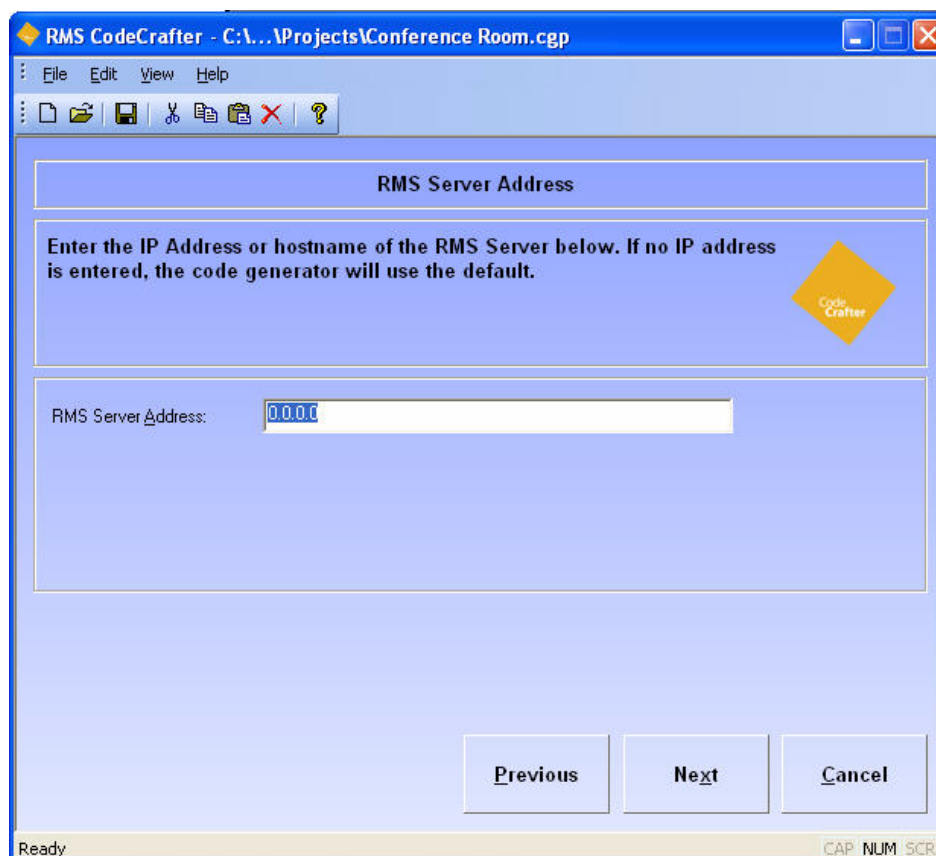 RMS CodeCrafter - C:\...\Projects\Conference Room.cgp
File Edit View Help
RMS Server Address
Enter the IP Address or hostname of the RMS Server below. If no IP address
is entered, the code generator will use the default.
Code
Crafter
RMS Server Address:
0.0.0.0
Previous Next Cancel
Ready CAP NUM SCR